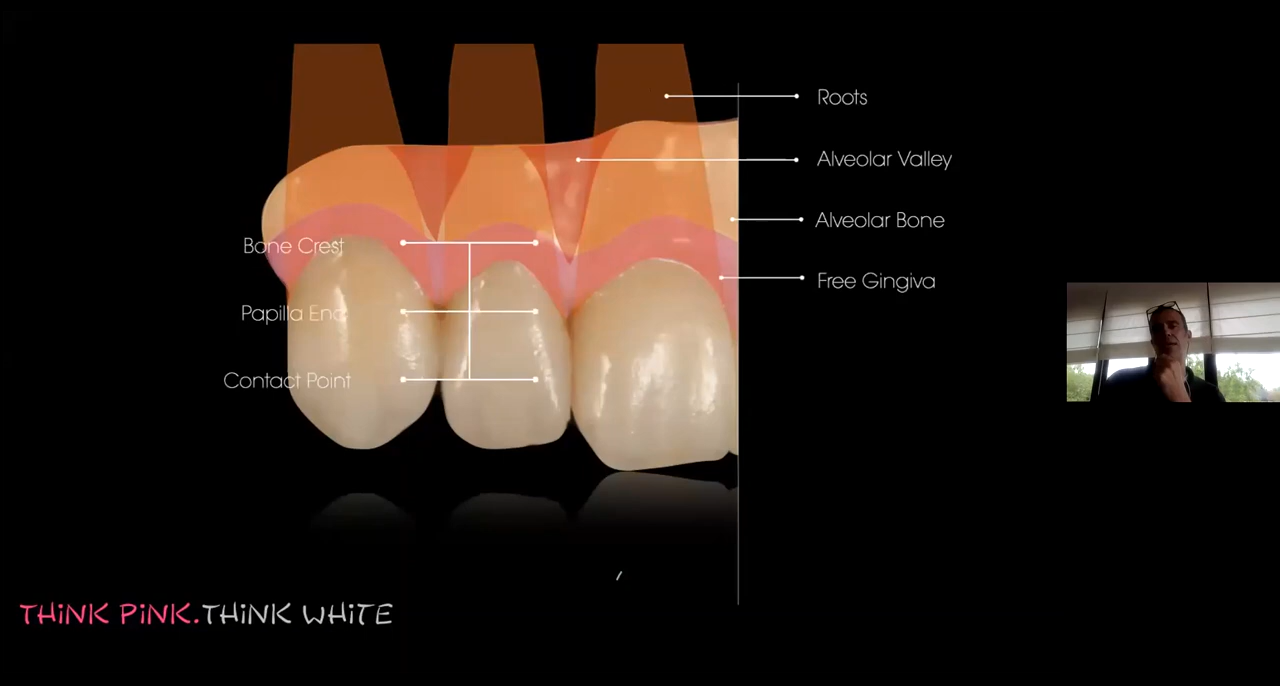 Roots
Alveolar Valley
Alveolar Bone
Bone Crest
Free Gingiva
Papilla End
Contact Point
THiNK PiNK.THiNK WHiTE